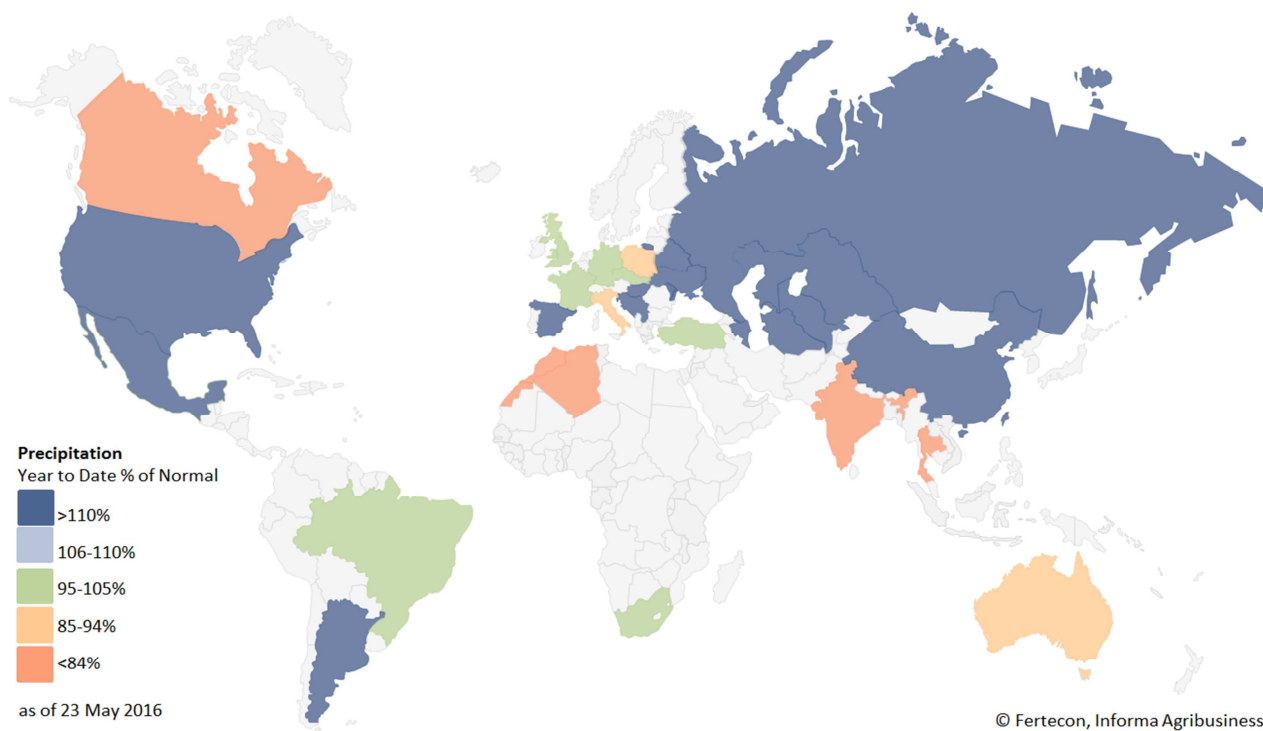 Precipitation
Year to Date % of Normal
>110%
106-110%
95-105%
85-94%
<84%
as of 23 May 2016
© Fertecon, Informa Agribusiness